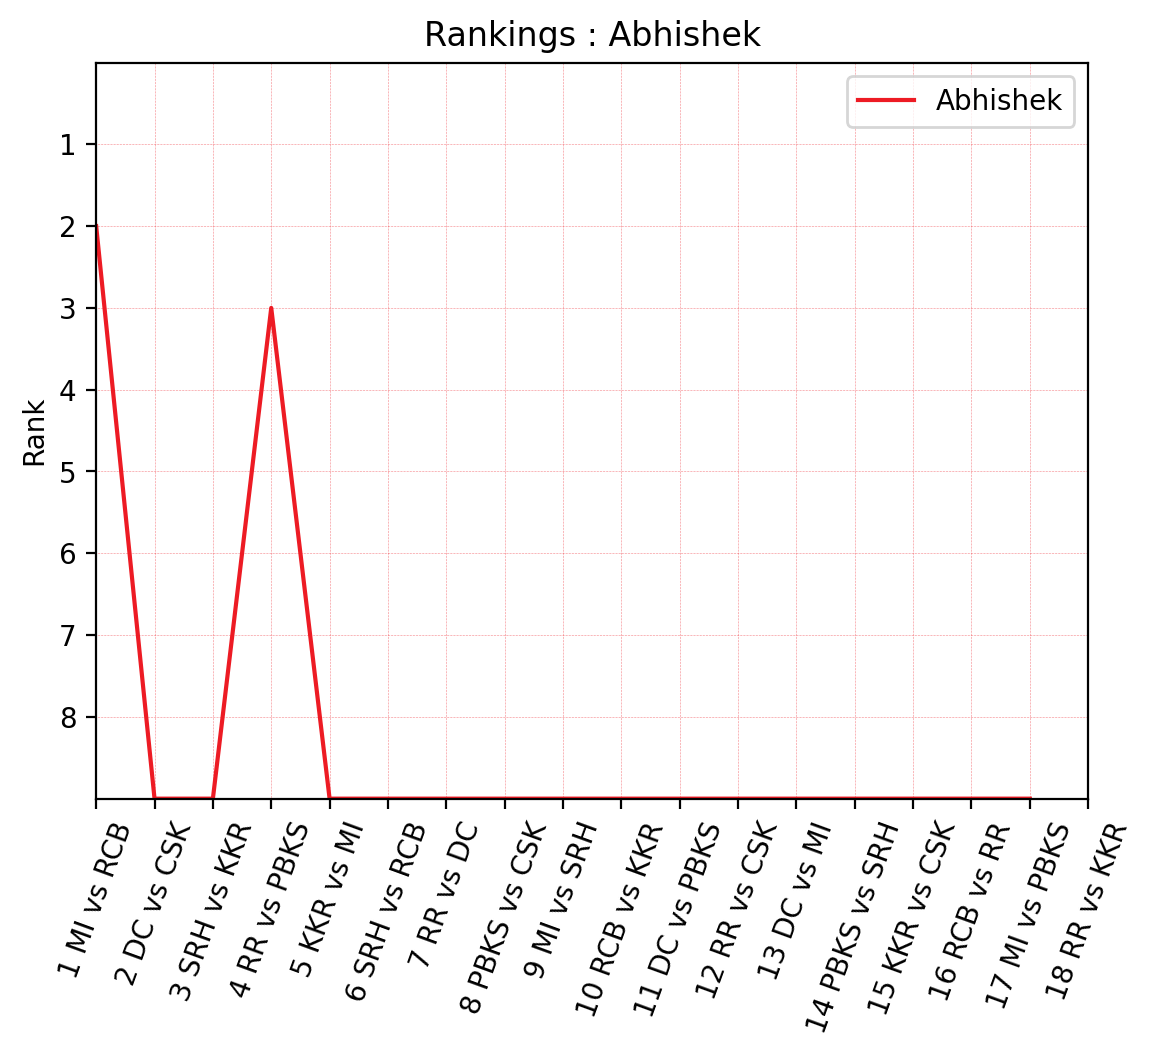 Rankings : Abhishek
Abhishek
Rank
1
2
3
4
5
6
7
8
1 MI vs RCB
2 DC vs CSK
3 SRH vs KKR
4 RR vs PBKS
5 KKR vs MI
6 SRH vs RCB
7 RR vs DC
8 PBKS vs CSK
9 MI vs SRH
10 RCB vs KKR
11 DC vs PBKS
12 RR vs CSK
13 DC vs MI
14 PBKS vs SRH
15 KKR vs CSK
16 RCB vs RR
17 MI vs PBKS
18 RR vs KKR